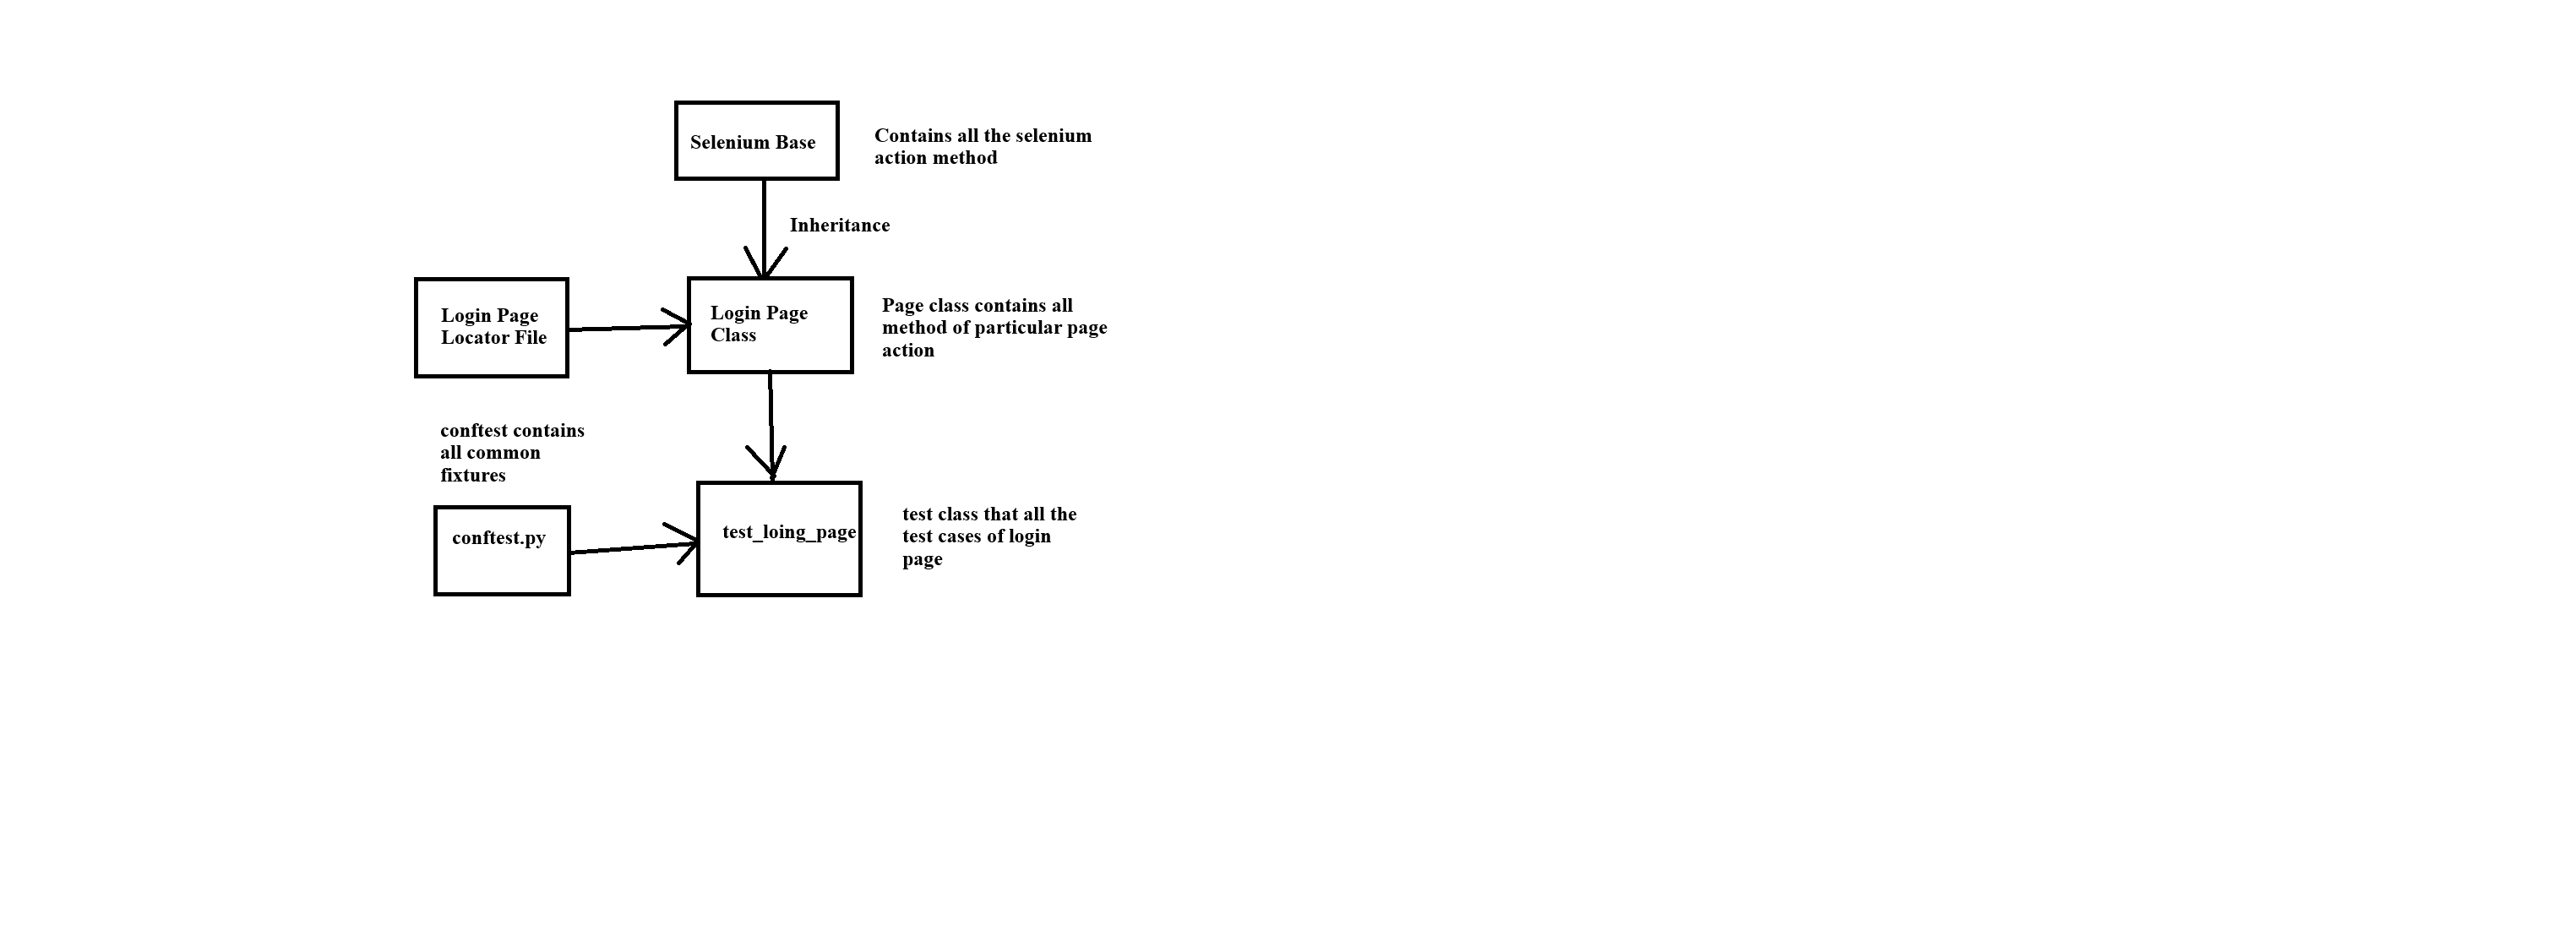 Selenium Base
Contains all the selenium
action method
Inheritance
Login Page
Locator File
Login Page
Class
Page class contains all
method of particular page
action
conftest contains
all common
fixtures
conftest.py
test_loing_page
test class that all the
test cases of login
page